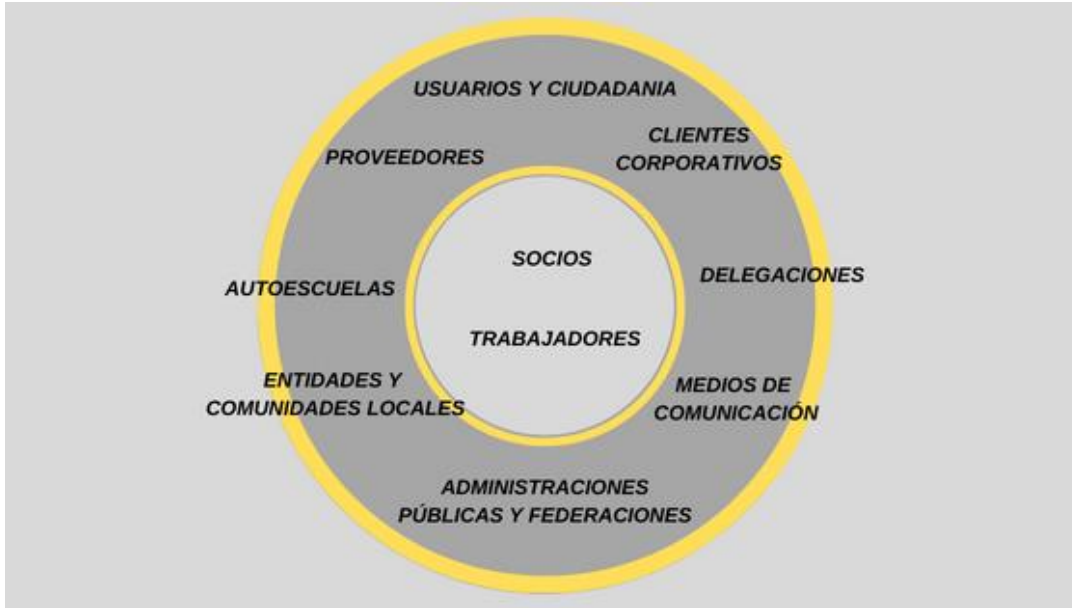 USUARIOS Y CIUDADANIA
CLIENTES
CORPORATIVOS
PROVEEDORES
SOCIOS
DELEGACIONES
AUTOESCUELAS
TRABAJADORES
ENTIDADES Y
COMUNIDADES LOCALES
MEDIOS DE
COMUNICACIÓN
ADMINISTRACIONES
PÚBLICAS Y FEDERACIONES